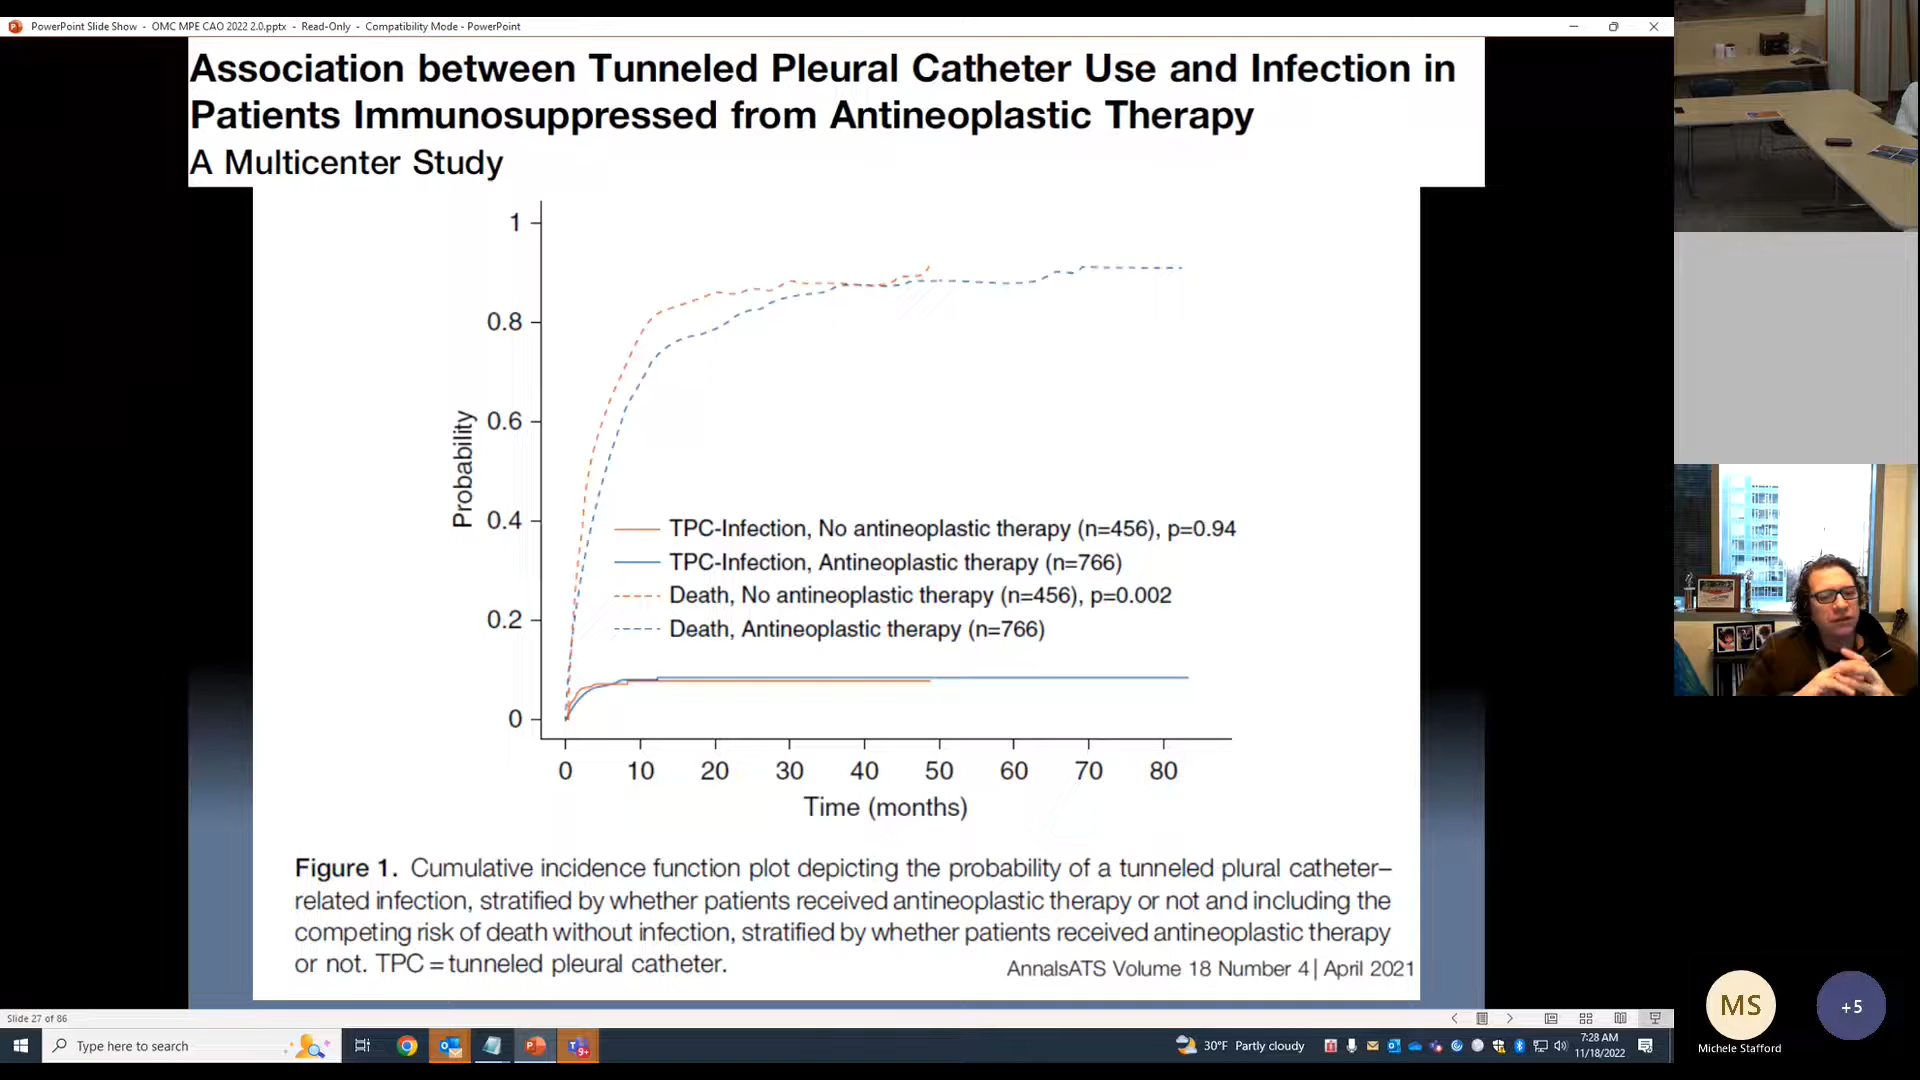 PowerPoint Slide Show - OMC MPE CAO 2022 2.0.pptx - Read-Only - Compatibility Mode - PowerPoint
Association between Tunneled Pleural Catheter Use and Infection in
Patients Immunosuppressed from Antineoplastic Therapy
A Multicenter Study
1
0.8
0.6
0.4
0.2
0
Probability
TPC-Infection, No antineoplastic therapy (n=456), p=0.94
TPC-Infection, Antineoplastic therapy (n=766)
Death, No antineoplastic therapy (n=456), p=0.002
Death, Antineoplastic therapy (n=766)
0 10 20 30 40 50 60 70 80
Time (months)
Figure 1. Cumulative incidence function plot depicting the probability of a tunneled plural catheter–
related infection, stratified by whether patients received antineoplastic therapy or not and including the
competing risk of death without infection, stratified by whether patients received antineoplastic therapy
or not. TPC = tunneled pleural catheter.
AnnalsATS Volume 18 Number 4 | April 2021
Slide 27 of 86
Type here to search
9+
30°F Partly cloudy
7:28 AM
11/18/2022
MS
+5
Michele Stafford